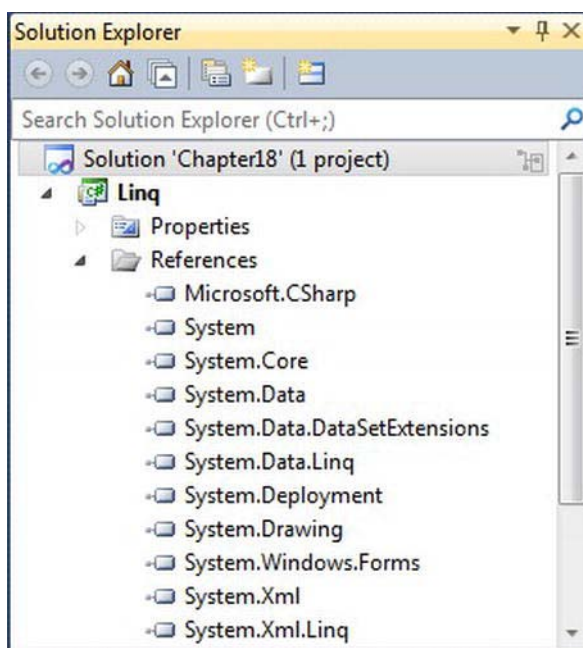 Solution Explorer
Search Solution Explorer (Ctrl+;)
Solution 'Chapter18' (1 project)
C# Linq
Properties
References
Microsoft.CSharp
System
System.Core
System.Data
System.Data.DataSetExtensions
System.Data.Linq
System.Deployment
System.Drawing
System.Windows.Forms
System.Xml
System.Xml.Linq